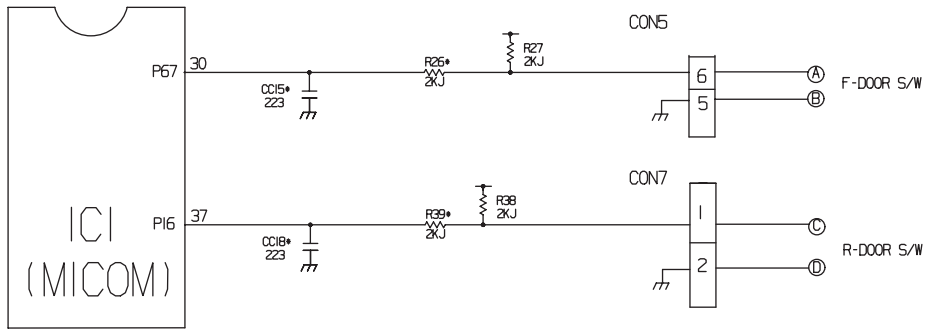 CON5
R26*
2KJ
R27
2KJ
P67
30
CC15*
223
6
5
A
B
F-DOOR S/W
CON7
R38
2KJ
R39*
2KJ
P16
37
CC18*
223
1
2
C
D
R-DOOR S/W
IC1
(MICOM)